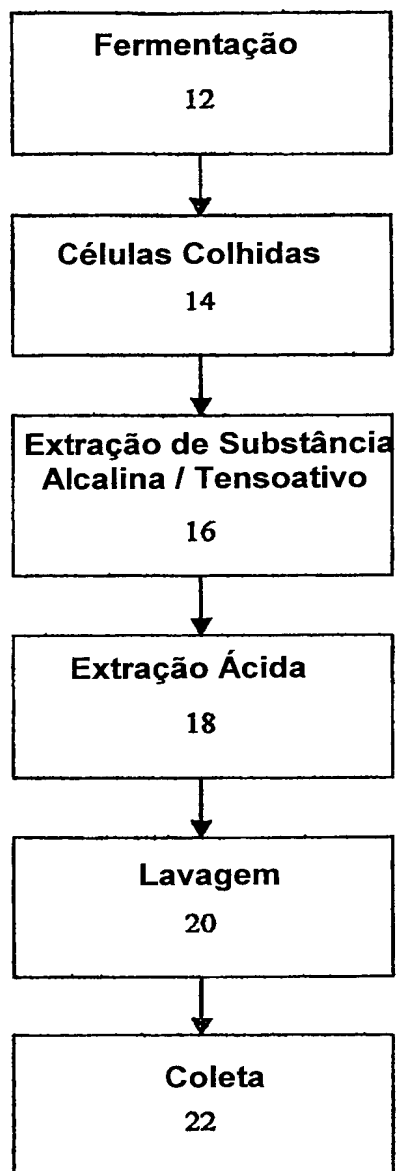 Fermentação
12
Células Colhidas
14
Extração de Substância
Alcalina / Tensoativo
16
Extração Ácida
18
Lavagem
20
Coleta
22